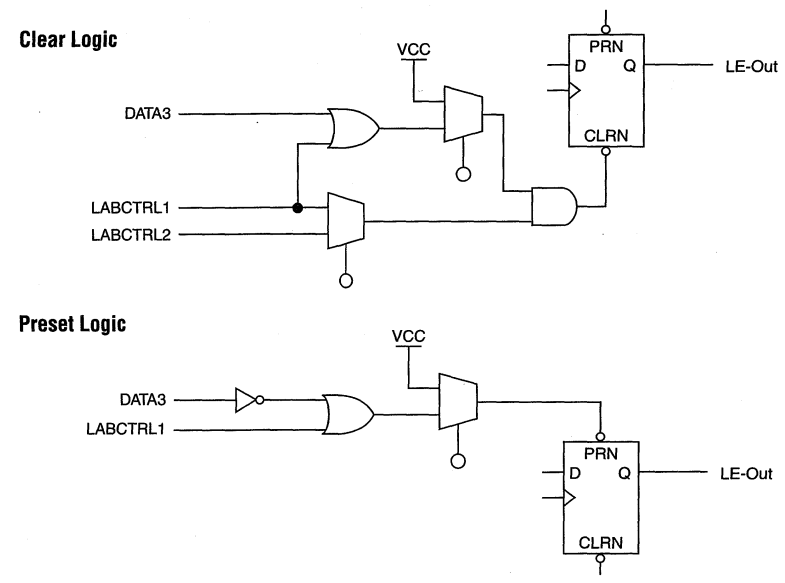 Clear Logic
VCC
PRN
D
Q
LE-Out
DATA3
CLRN
LABCTRL1
LABCTRL2
Preset Logic
VCC
DATA3
LABCTRL1
PRN
D
Q
LE-Out
CLRN